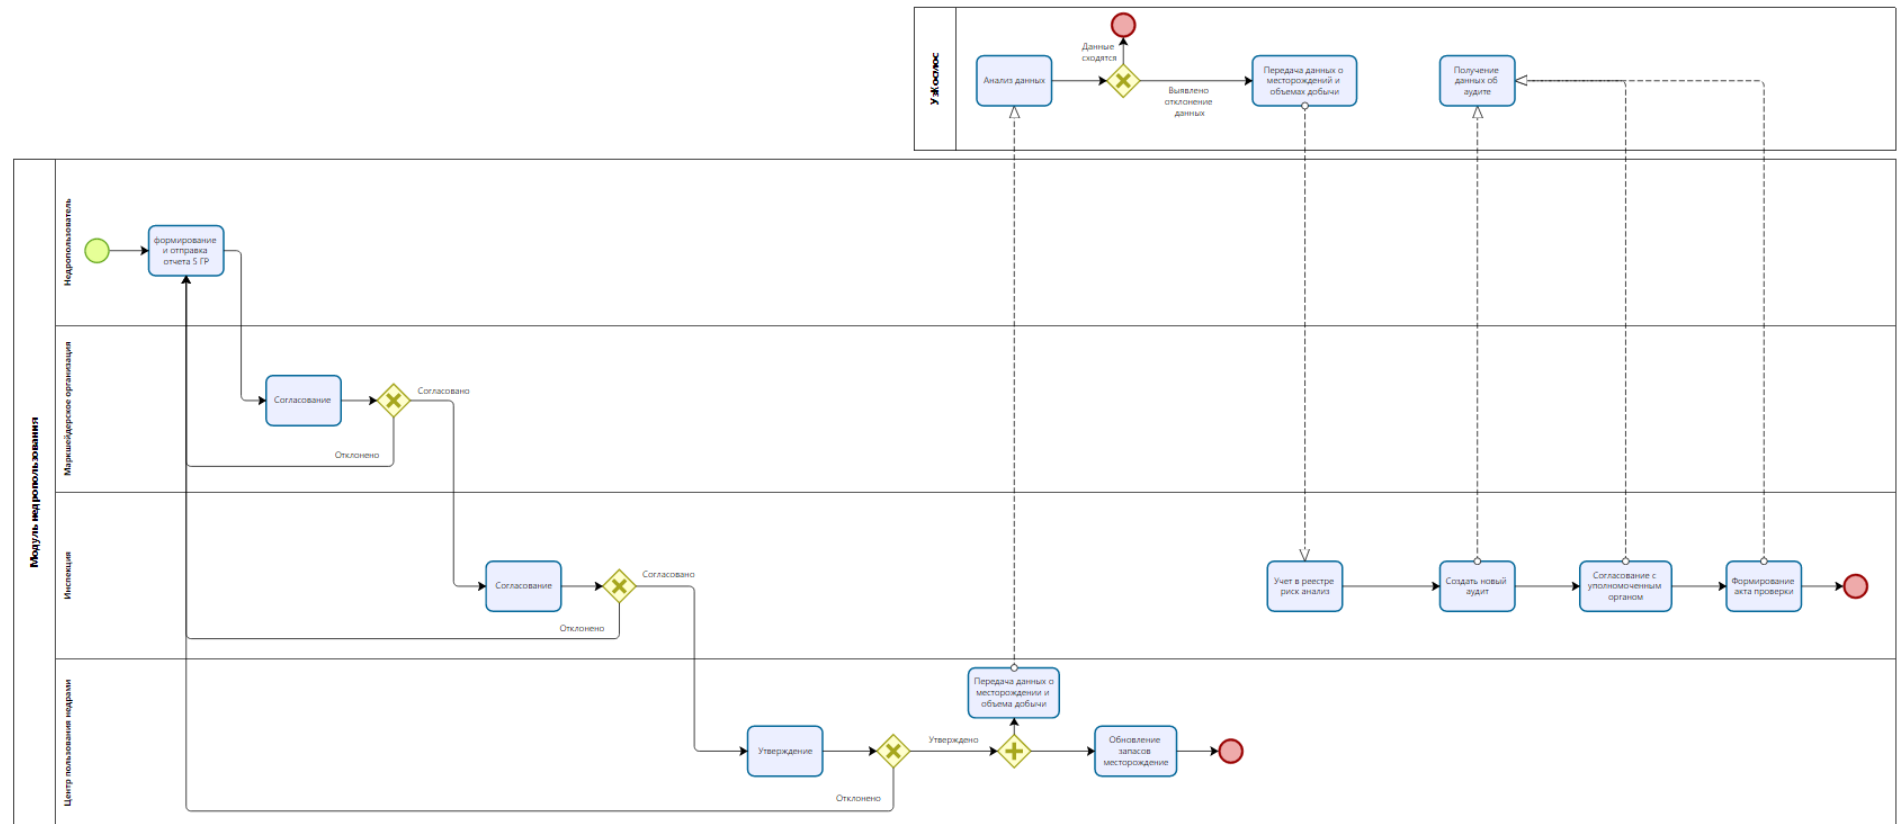 УзКосмос
Анализ данных
Данные
сходятся
Выявлено
отклонение
данных
Передача данных о
месторождений и
объемах добычи
Получение
данных об
аудите
Модуль недропользования
Недропользователь
формирование
и отправка
отчета 5 ГР
Маркшейдерское организация
Согласование
Согласовано
Отклонено
Инспекция
Согласование
Согласовано
Отклонено
Учет в реестре
риск анализ
Создать новый
аудит
Согласование с
уполномоченным
органом
Формирование
акта проверки
Центр пользования недрами
Утверждение
Утверждено
Отклонено
Передача данных о
месторождении и
объема добычи
Обновление
запасов
месторождение